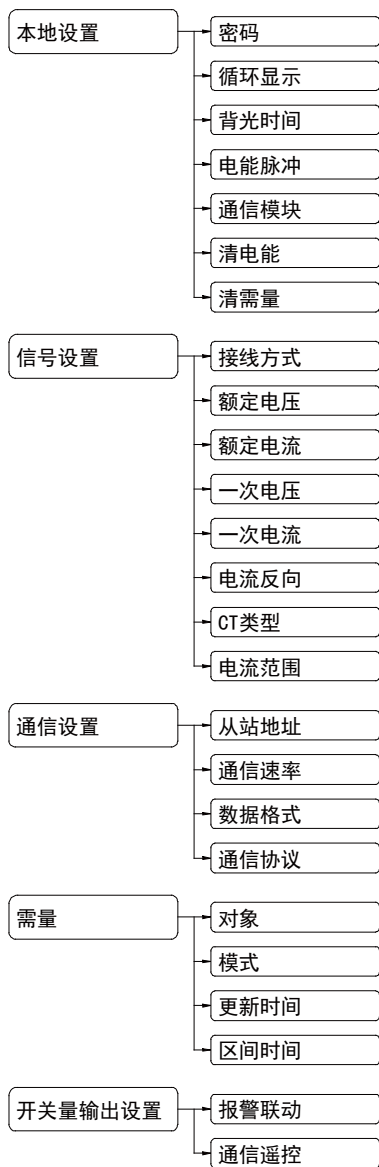 本地设置
密码
循环显示
背光时间
电能脉冲
通信模块
清电能
清需量
信号设置
接线方式
额定电压
额定电流
一次电压
一次电流
电流反向
CT类型
电流范围
通信设置
从站地址
通信速率
数据格式
通信协议
需量
对象
模式
更新时间
区间时间
开关量输出设置
报警联动
通信遥控